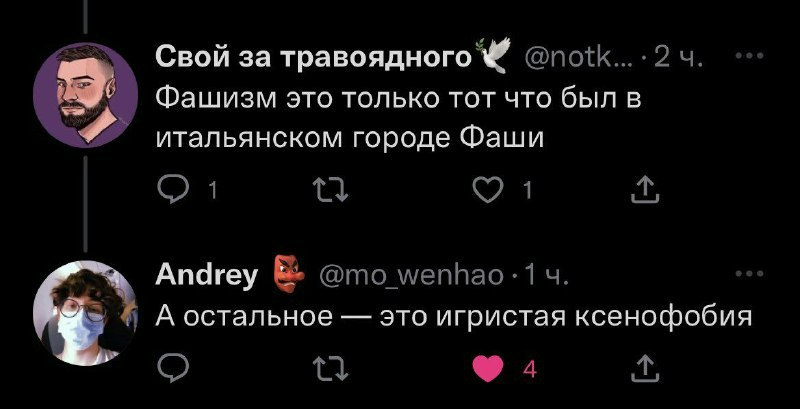 Свой за травоядного🕊 @notk... · 2 ч.
Фашизм это только тот что был в
итальянском городе Фаши
1 1
Andrey 👺 @mo_wenhao · 1 ч.
А остальное — это игристая ксенофобия
4